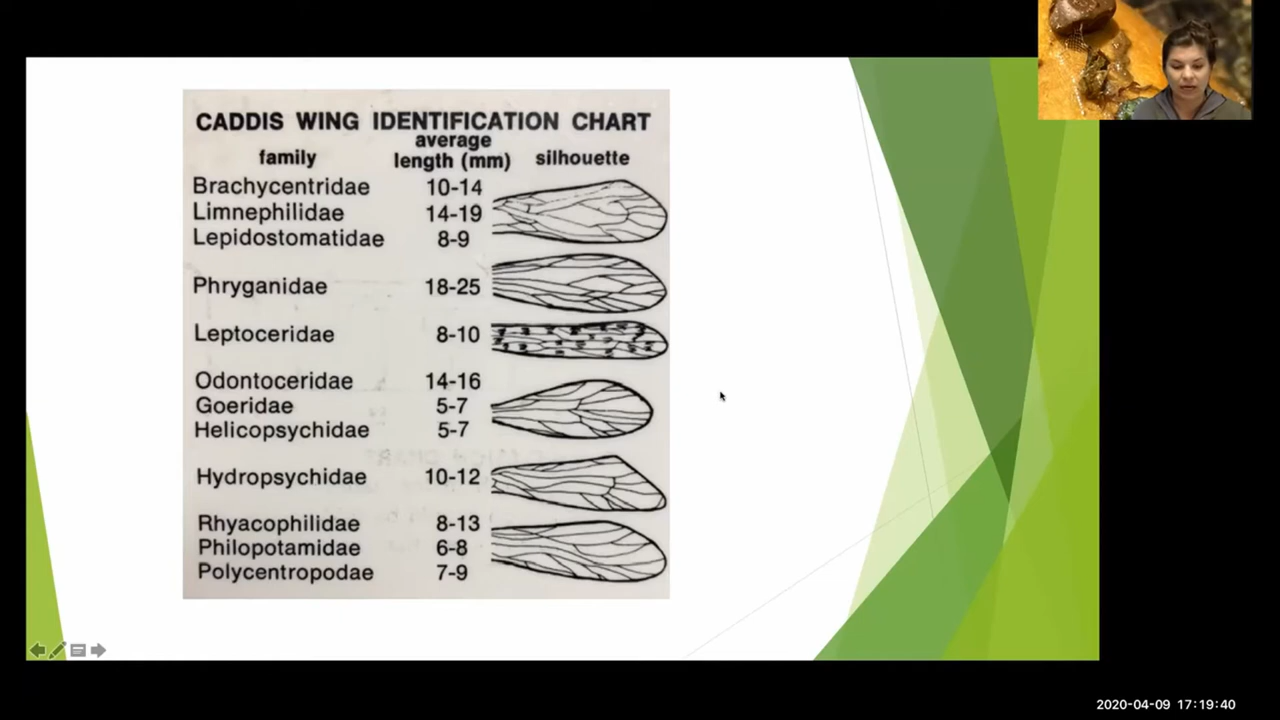 CADDIS WING IDENTIFICATION CHART
family average length (mm) silhouette
Brachycentridae 10-14
Limnephilidae 14-19
Lepidostomatidae 8-9
Phryganidae 18-25
Leptoceridae 8-10
Odontoceridae 14-16
Goeridae 5-7
Helicopsychidae 5-7
Hydropsychidae 10-12
Rhyacophilidae 8-13
Philopotamidae 6-8
Polycentropodae 7-9
2020-04-09 17:19:40